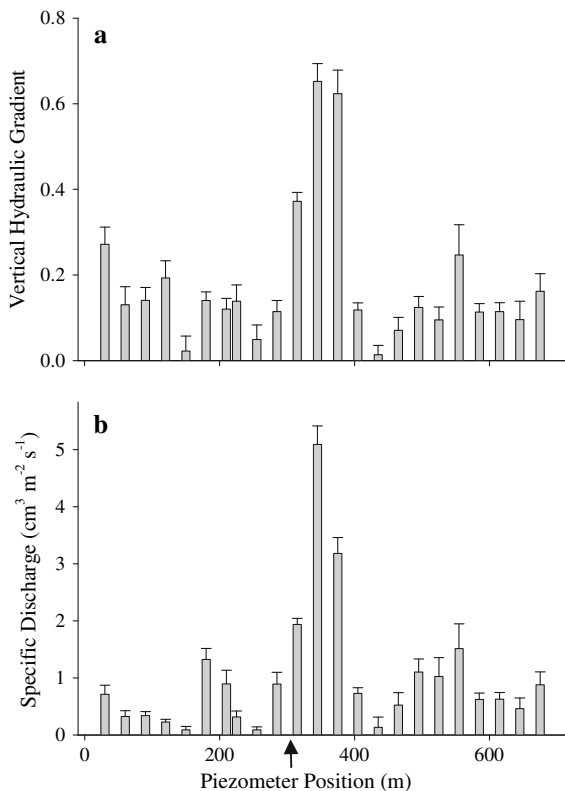 a
0.8
0.6
0.4
0.2
0.0
Vertical Hydraulic Gradient
b
5
4
3
2
1
0
Specific Discharge (cm³ m⁻² s⁻¹)
0 200 400 600
Piezometer Position (m)